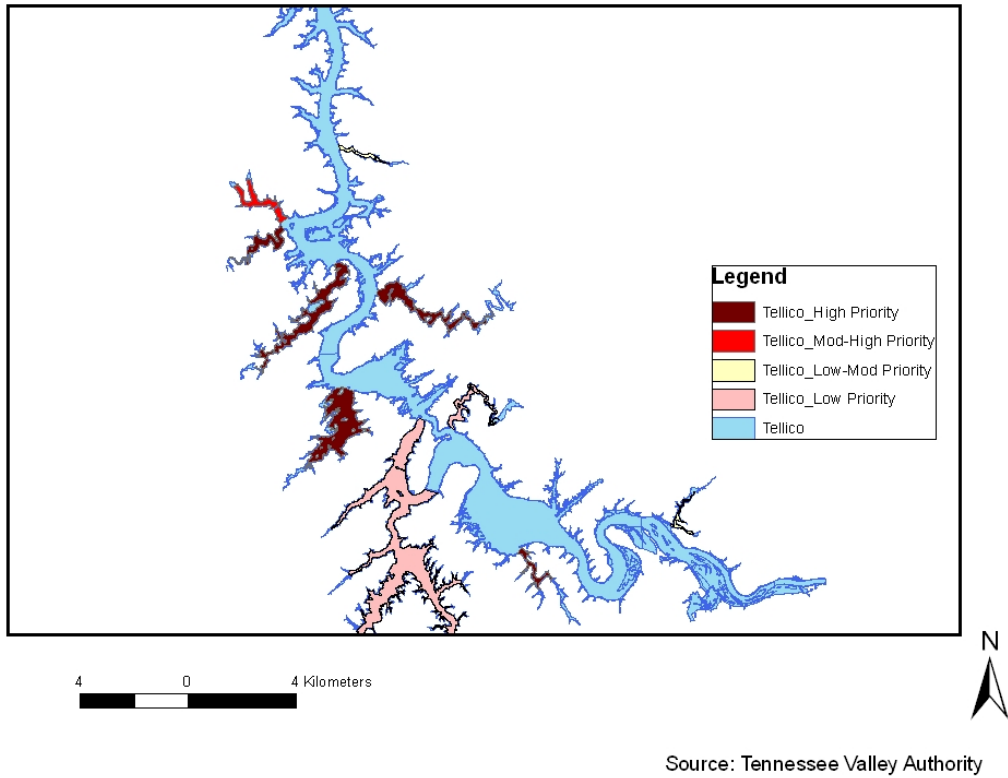 Legend
Tellico_High Priority
Tellico_Mod-High Priority
Tellico_Low-Mod Priority
Tellico_Low Priority
Tellico
N
4 0 4 Kilometers
Source: Tennessee Valley Authority